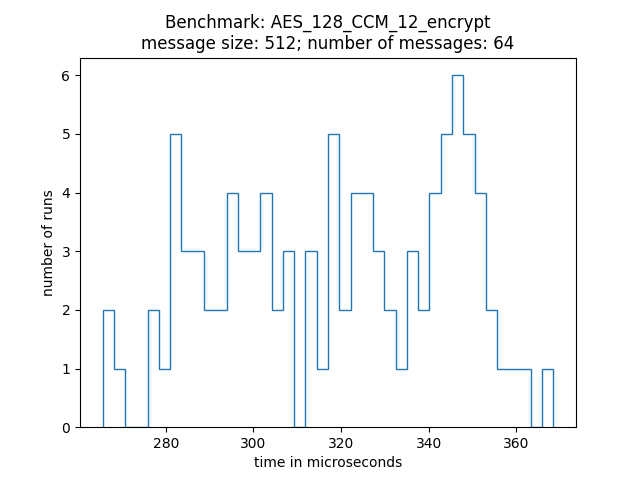 Benchmark: AES_128_CCM_12_encrypt
message size: 512; number of messages: 64
6
5
4
3
2
1
0
number of runs
280 300 320 340 360
time in microseconds